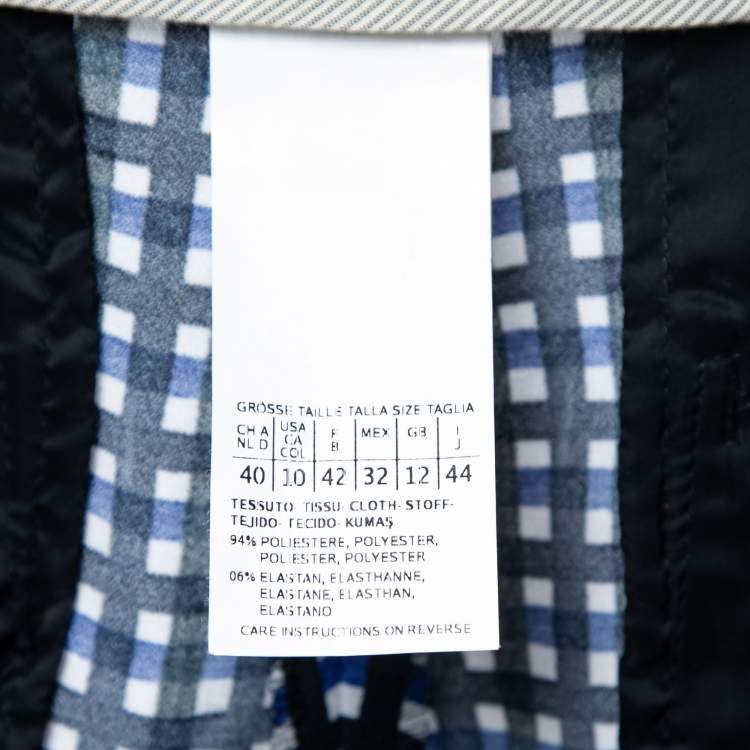 GRÖSSE TAILLE TALLA SIZE TAGLIA
CH A USA F MEX GB I
NL D CA B J
COL
40 10 42 32 12 44
TESSUTO- TISSU- CLOTH- STOFF-
TEJIDO- TECIDO- KUMAŞ
94% POLIESTERE, POLYESTER,
POLIESTER, POLYESTER
06% ELASTAN, ELASTHANNE,
ELASTANE, ELASTHAN,
ELASTANO
CARE INSTRUCTIONS ON REVERSE